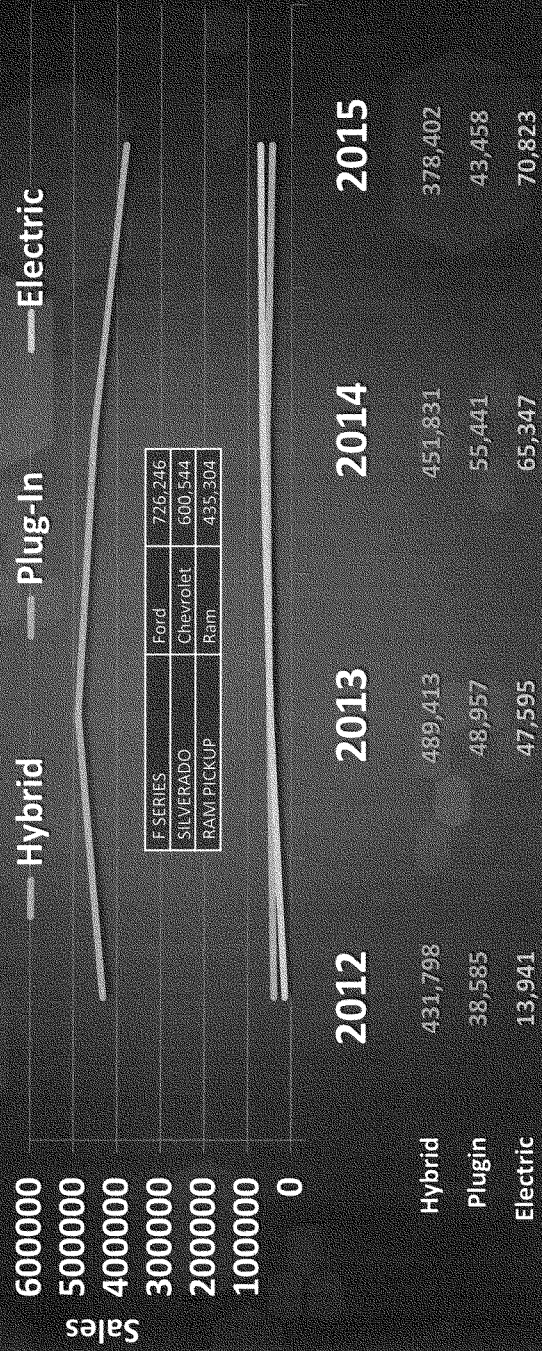 Hybrid Plug-In Electric
Sales
600000
500000
400000
300000
200000
100000
0
F SERIES Ford 726,246
SILVERADO Chevrolet 600,544
RAM PICKUP Ram 435,304
2012 2013 2014 2015
Hybrid 431,798 489,413 451,831 378,402
Plugin 38,585 48,957 55,441 43,458
Electric 13,941 47,595 65,347 70,823